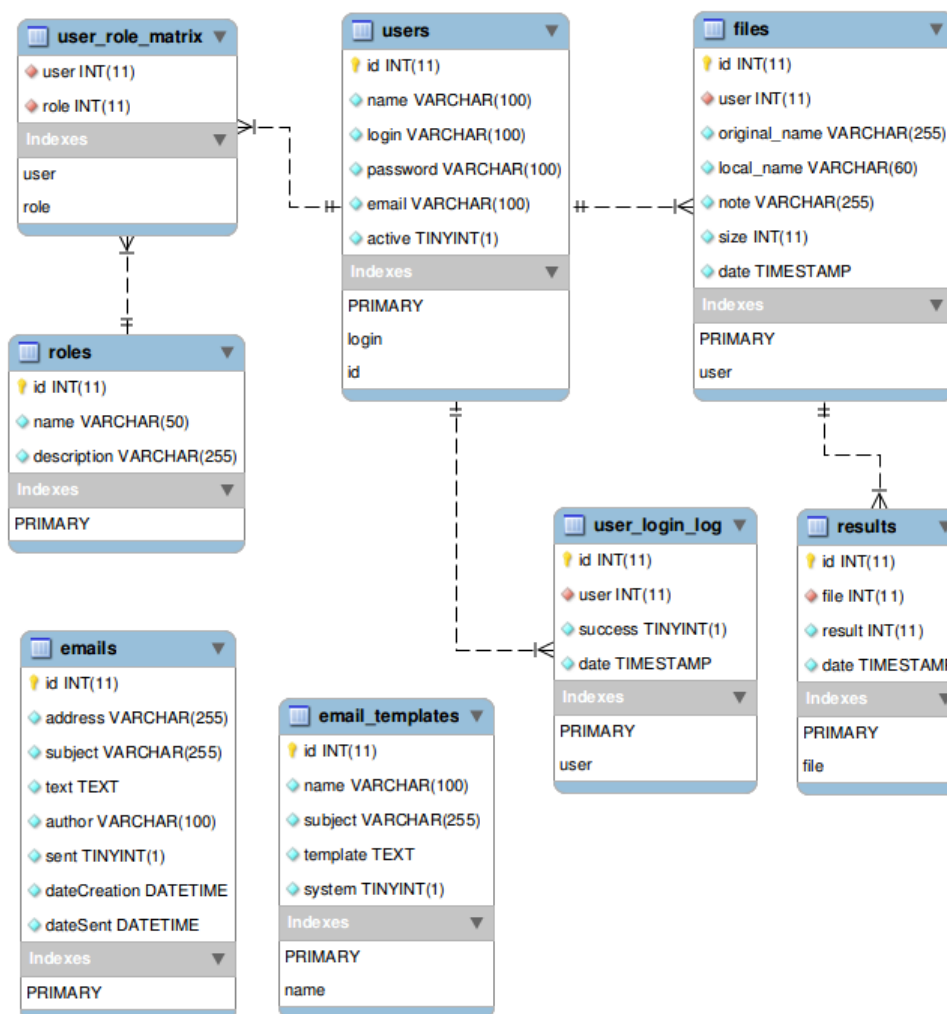 user_role_matrix
user INT(11)
role INT(11)
Indexes
user
role
users
id INT(11)
name VARCHAR(100)
login VARCHAR(100)
password VARCHAR(100)
email VARCHAR(100)
active TINYINT(1)
Indexes
PRIMARY
login
id
files
id INT(11)
user INT(11)
original_name VARCHAR(255)
local_name VARCHAR(60)
note VARCHAR(255)
size INT(11)
date TIMESTAMP
Indexes
PRIMARY
user
roles
id INT(11)
name VARCHAR(50)
description VARCHAR(255)
Indexes
PRIMARY
user_login_log
id INT(11)
user INT(11)
success TINYINT(1)
date TIMESTAMP
Indexes
PRIMARY
user
results
id INT(11)
file INT(11)
result INT(11)
date TIMESTAMP
Indexes
PRIMARY
file
emails
id INT(11)
address VARCHAR(255)
subject VARCHAR(255)
text TEXT
author VARCHAR(100)
sent TINYINT(1)
dateCreation DATETIME
dateSent DATETIME
Indexes
PRIMARY
email_templates
id INT(11)
name VARCHAR(100)
subject VARCHAR(255)
template TEXT
system TINYINT(1)
Indexes
PRIMARY
name